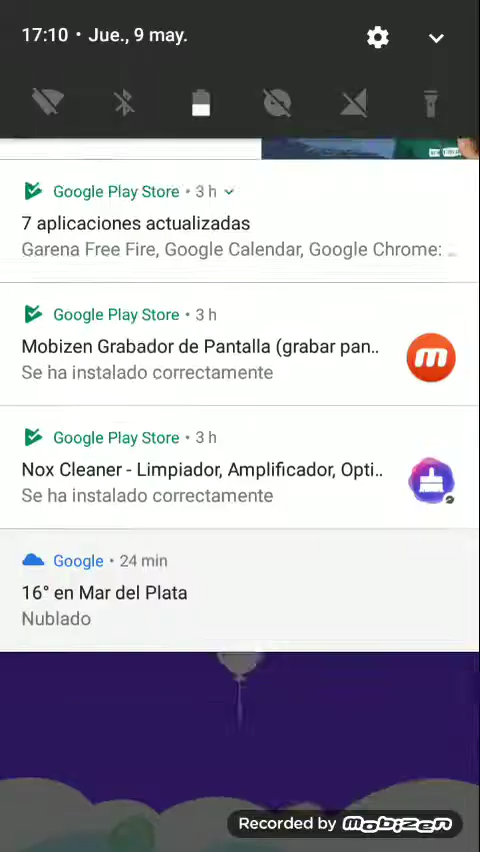 17:10 • Jue., 9 may.
Google Play Store • 3 h
7 aplicaciones actualizadas
Garena Free Fire, Google Calendar, Google Chrome:
Google Play Store • 3 h
Mobizen Grabador de Pantalla (grabar pan..
Se ha instalado correctamente
Google Play Store • 3 h
Nox Cleaner - Limpiador, Amplificador, Opti..
Se ha instalado correctamente
Google • 24 min
16° en Mar del Plata
Nublado
Recorded by Mobizen